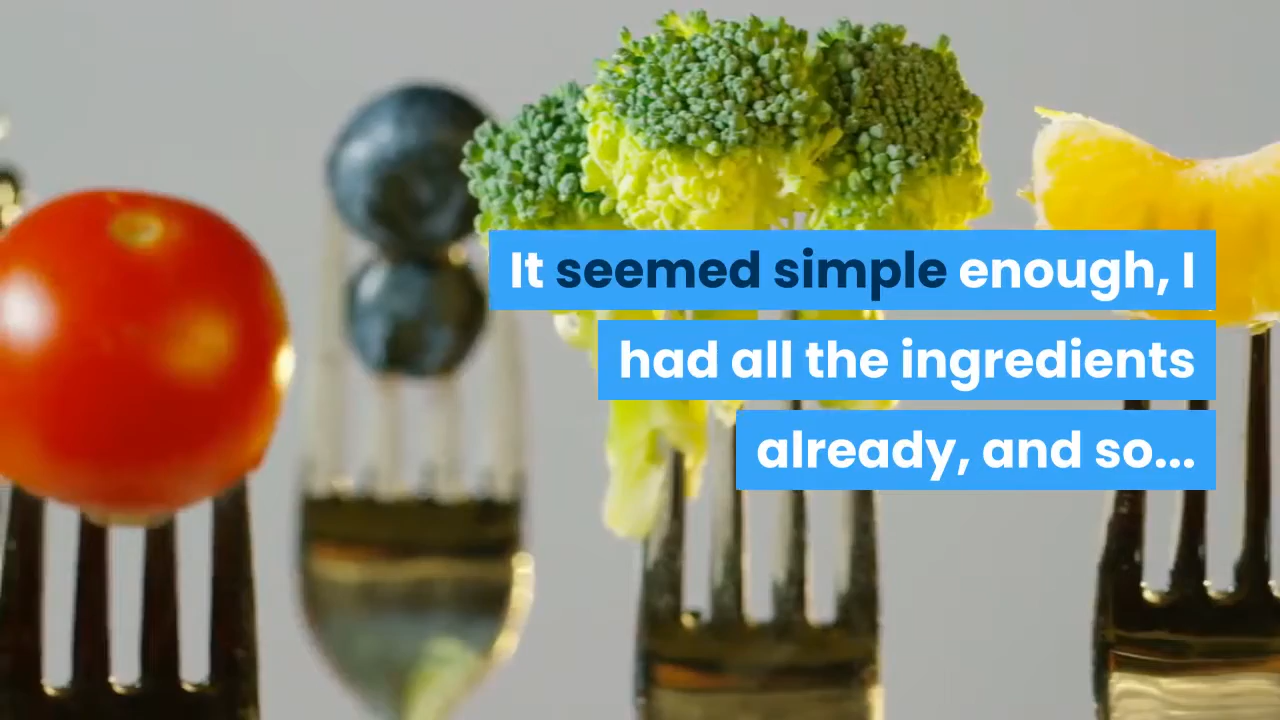 It seemed simple enough, I
had all the ingredients
already, and so...